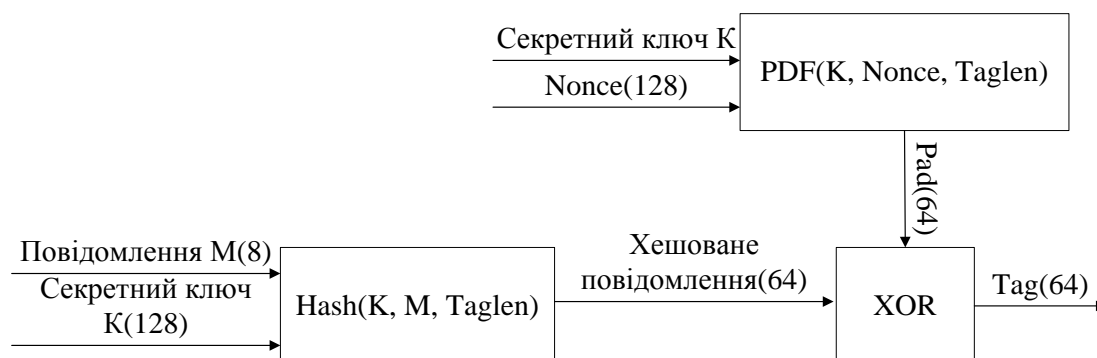 Секретний ключ К
Nonce(128)
PDF(K, Nonce, Taglen)
Pad(64)
Повідомлення М(8)
Секретний ключ
К(128)
Hash(K, M, Taglen)
Хешоване
повідомлення(64)
XOR
Tag(64)